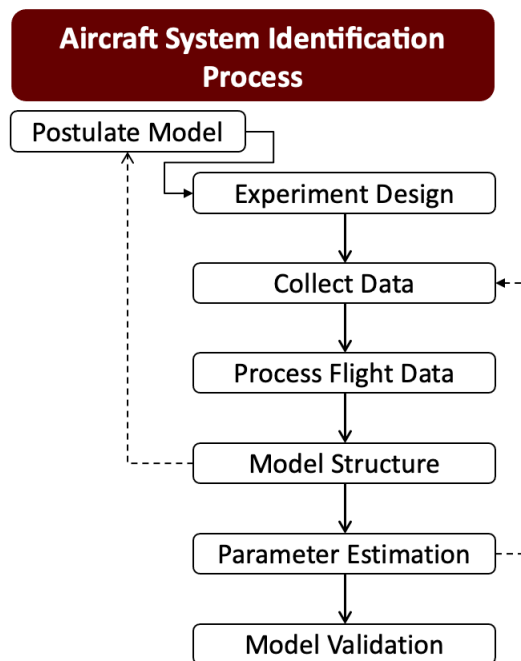 Aircraft System Identification
Process
Postulate Model
Experiment Design
Collect Data
Process Flight Data
Model Structure
Parameter Estimation
Model Validation